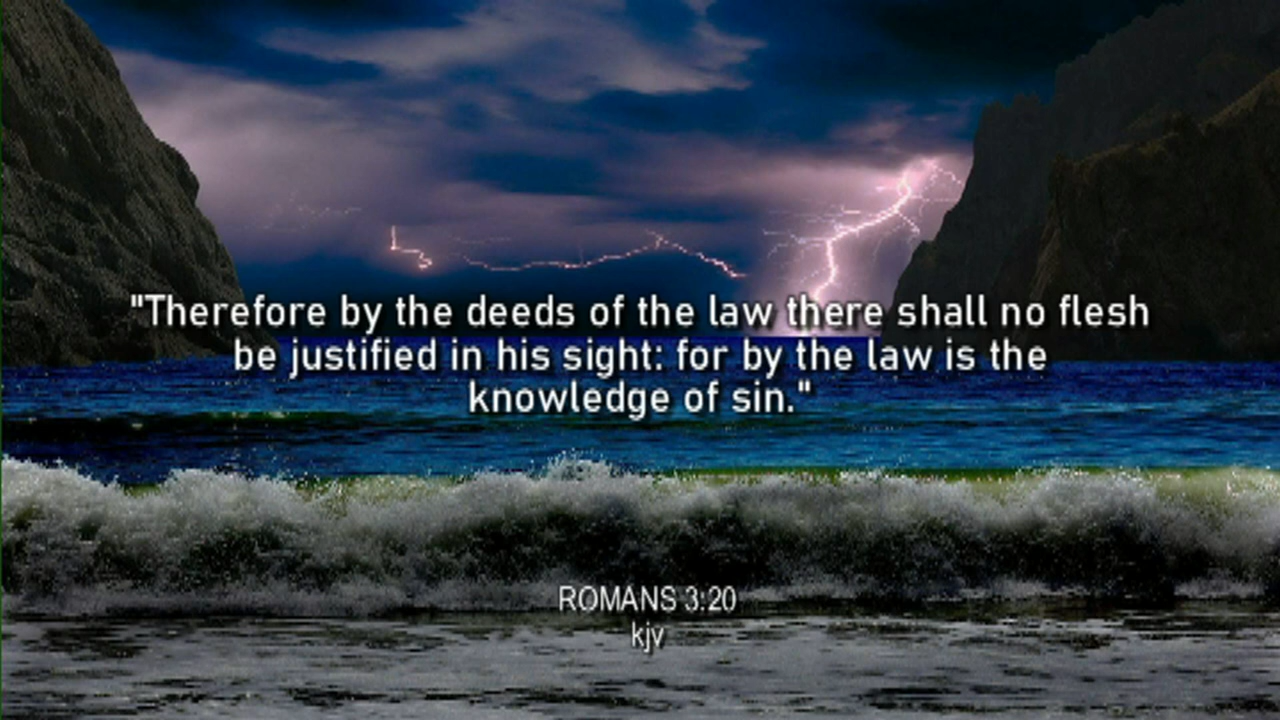 "Therefore by the deeds of the law there shall no flesh
be justified in his sight: for by the law is the
knowledge of sin."
ROMANS 3:20
kjv